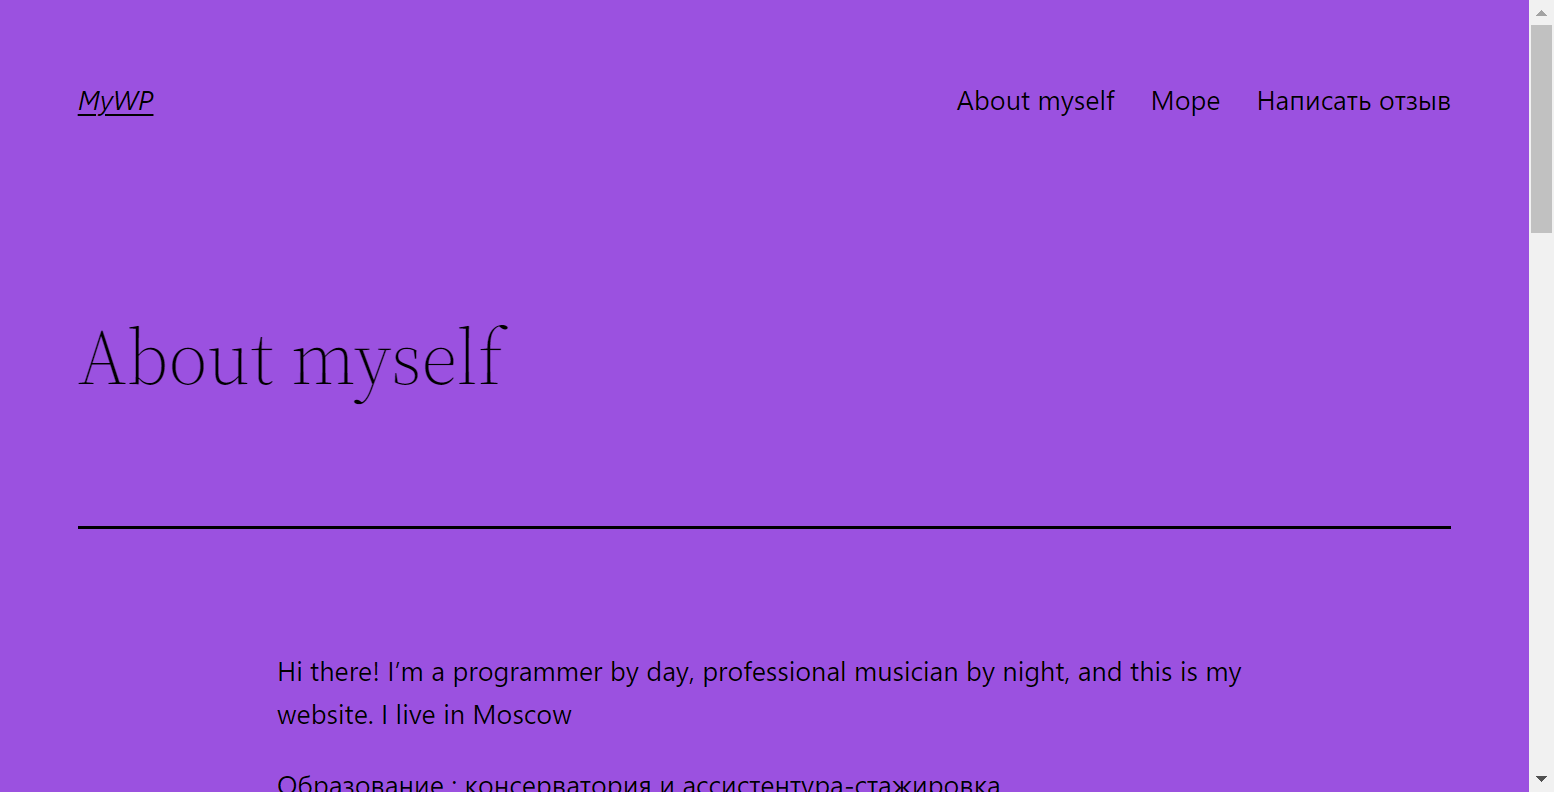 MyWP
About myself Море Написать отзыв
About myself
Hi there! I’m a programmer by day, professional musician by night, and this is my
website. I live in Moscow
Образование : консерватория и ассистентура-стажировка